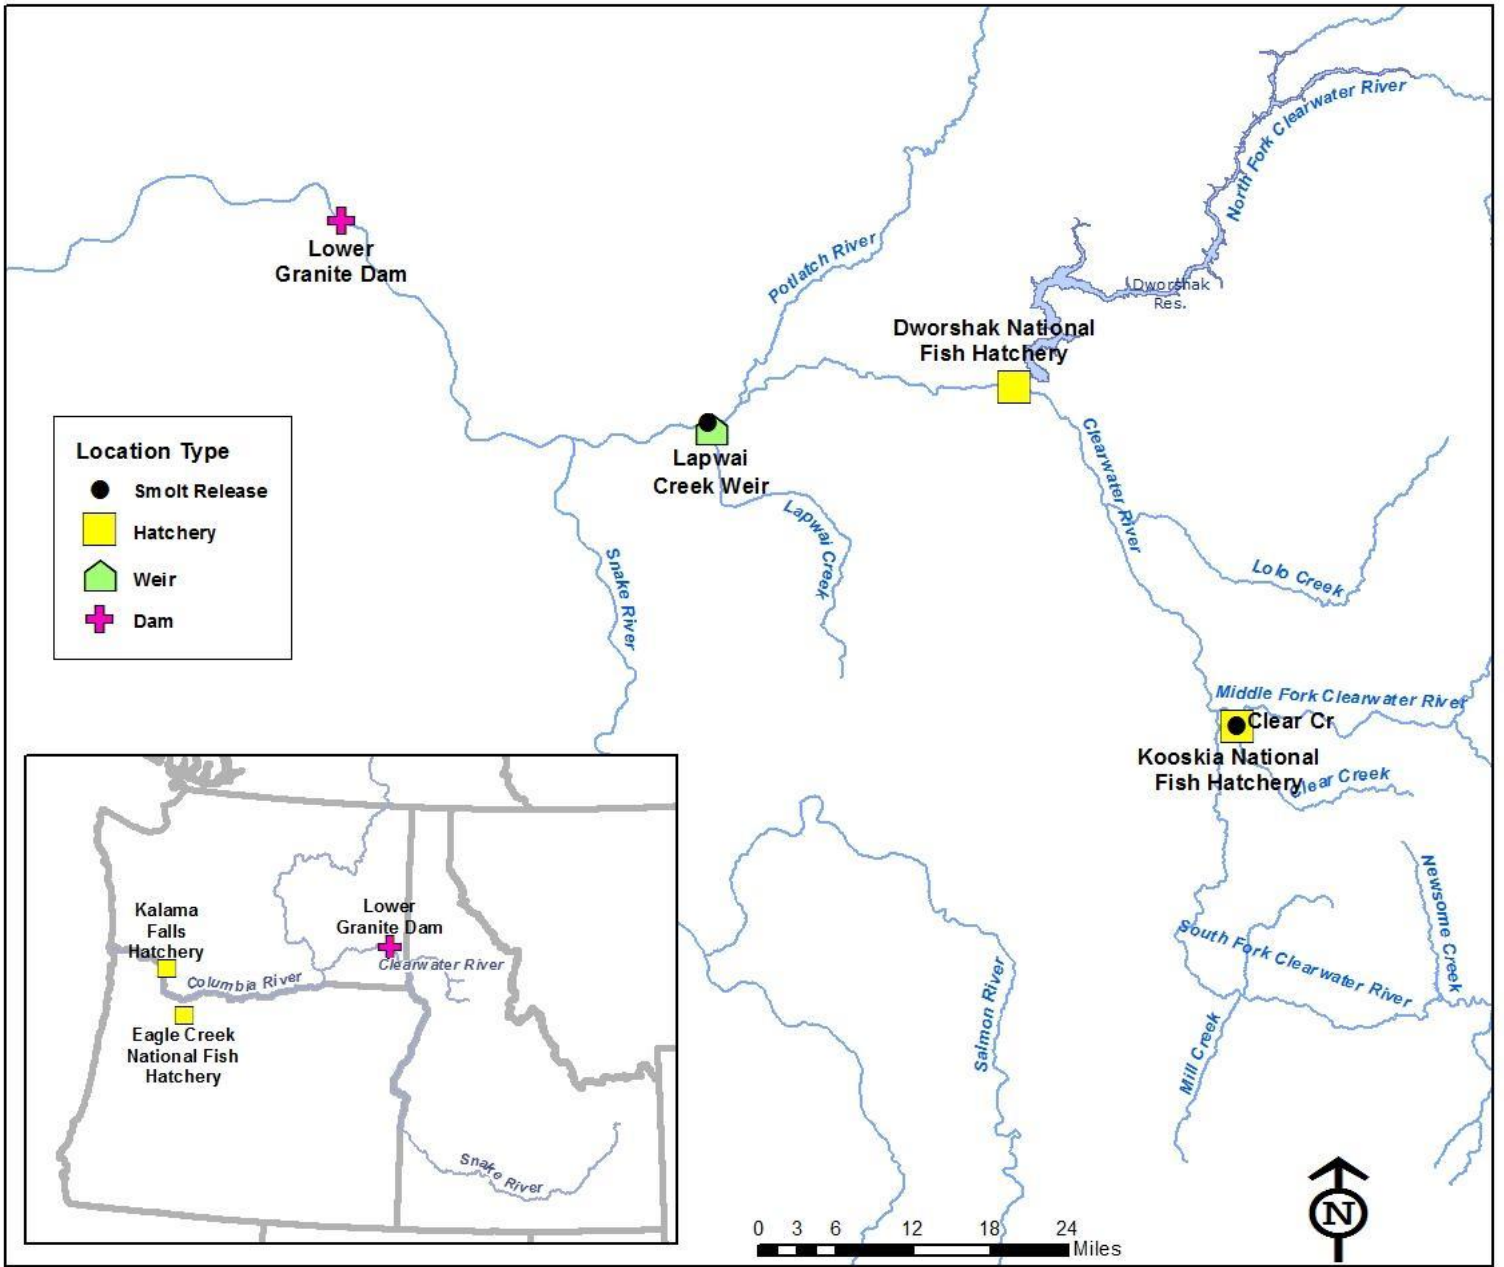 North Fork Clearwater River
Potlatch River
Lower
Granite Dam
Dworshak
Res.
Dworshak National
Fish Hatchery
Clearwater River
Lapwai
Creek Weir
Lapwai Creek
Snake River
Lolo Creek
Location Type
Smolt Release
Hatchery
Weir
Dam
Middle Fork Clearwater River
Clear Cr
Kooskia National
Fish Hatchery
Clear Creek
Newsome Creek
South Fork Clearwater River
Mill Creek
Salmon River
Kalama
Falls
Hatchery
Lower
Granite Dam
Clearwater River
Columbia River
Eagle Creek
National Fish
Hatchery
Snake River
0 3 6 12 18 24
Miles
N